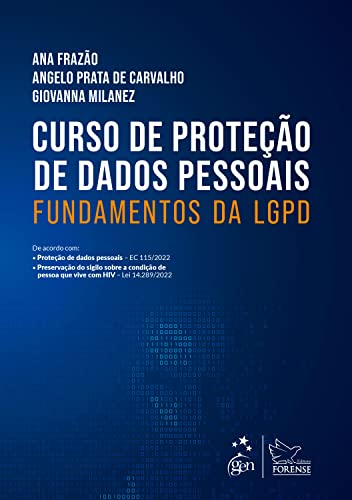 ANA FRAZÃO
ANGELO PRATA DE CARVALHO
GIOVANNA MILANEZ
CURSO DE PROTEÇÃO
DE DADOS PESSOAIS
FUNDAMENTOS DA LGPD
De acordo com:
• Proteção de dados pessoais – EC 115/2022
• Preservação do sigilo sobre a condição de
pessoa que vive com HIV – Lei 14.289/2022
gen
Editora
FORENSE